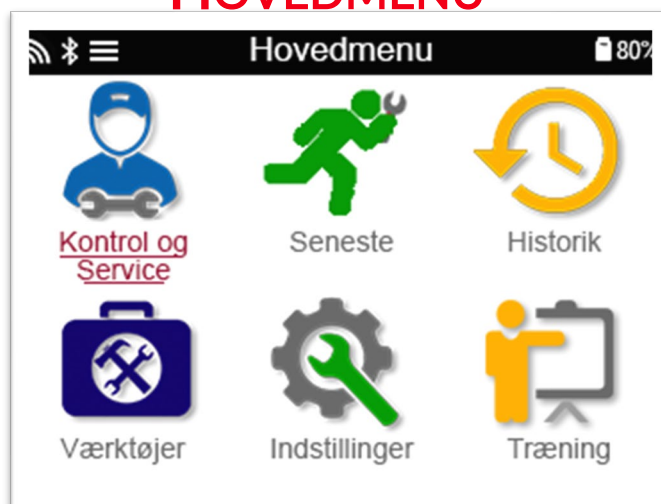 HOVEDMENU
Hovedmenu
80%
Kontrol og
Service
Seneste
Historik
Værktøjer
Indstillinger
Træning